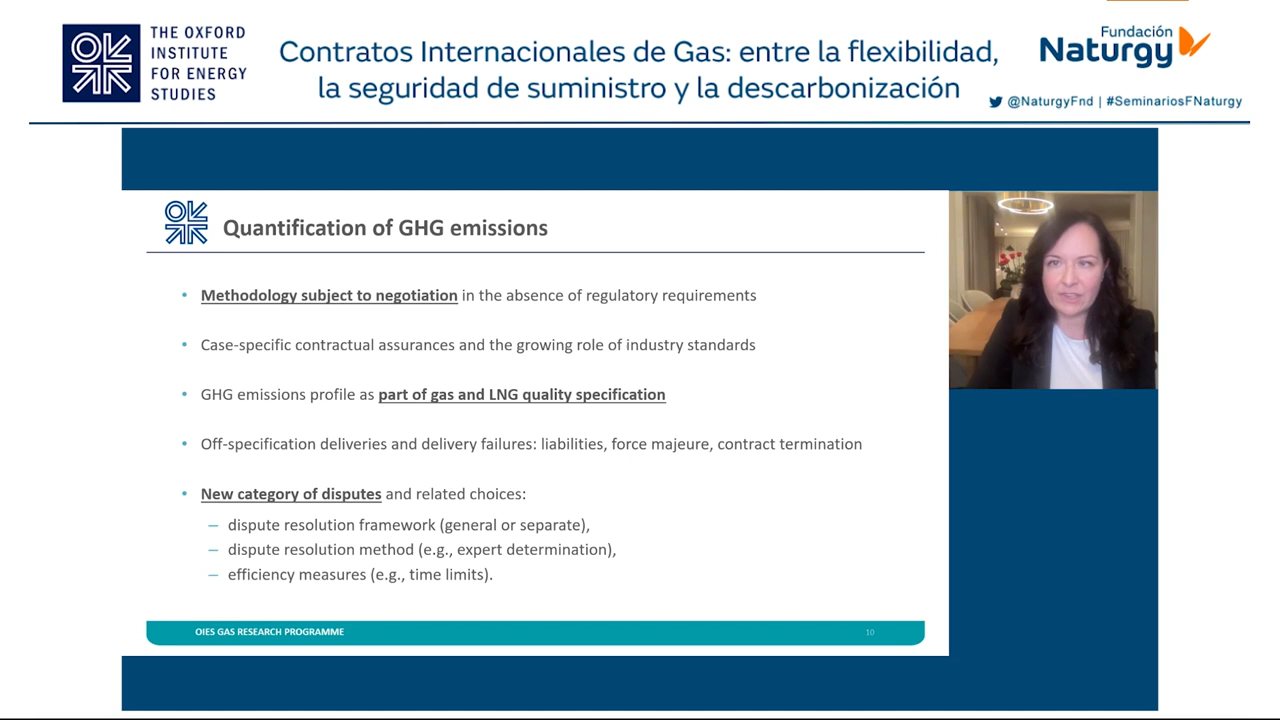 THE OXFORD
INSTITUTE
FOR ENERGY
STUDIES
Contratos Internacionales de Gas: entre la flexibilidad,
la seguridad de suministro y la descarbonización
Fundación
Naturgy
@NaturgyFnd | #SeminariosFNaturgy
Quantification of GHG emissions
• Methodology subject to negotiation in the absence of regulatory requirements
• Case-specific contractual assurances and the growing role of industry standards
• GHG emissions profile as part of gas and LNG quality specification
• Off-specification deliveries and delivery failures: liabilities, force majeure, contract termination
• New category of disputes and related choices:
– dispute resolution framework (general or separate),
– dispute resolution method (e.g., expert determination),
– efficiency measures (e.g., time limits).
OIES GAS RESEARCH PROGRAMME
10